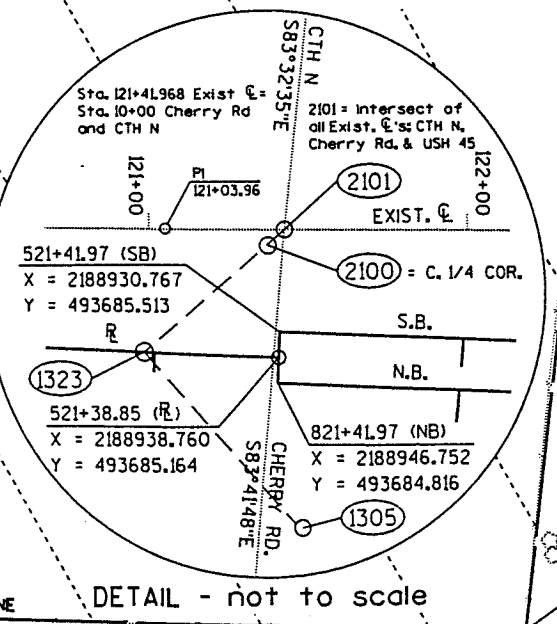 CTH N
S83°32'35"E
Sta. 121+41.968 Exist ℄=
Sta. 10+00 Cherry Rd
and CTH N
2101 = Intersect of
all Exist. ℄'s: CTH N,
Cherry Rd. & USH 45
121+00
PI
121+03.96
2101
122+00
EXIST. ℄
521+41.97 (SB)
X = 2188930.767
Y = 493685.513
2100 = C. 1/4 COR.
S.B.
RL
N.B.
1323
521+38.85 (RL)
X = 2188938.760
Y = 493685.164
CHERRY RD.
S83°41'48"E
821+41.97 (NB)
X = 2188946.752
Y = 493684.816
1305
DETAIL - not to scale
NE